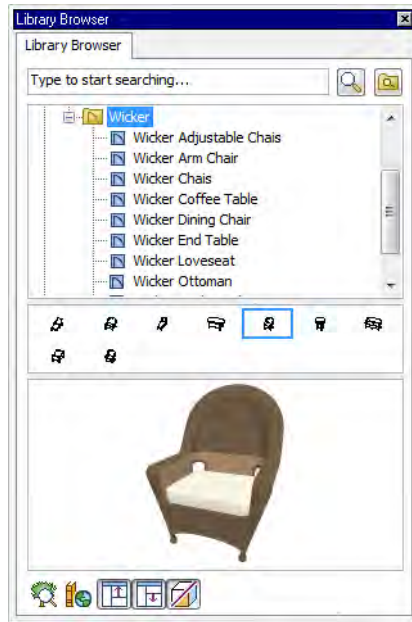 Library Browser
Library Browser
Type to start searching...
Wicker
Wicker Adjustable Chais
Wicker Arm Chair
Wicker Chais
Wicker Coffee Table
Wicker Dining Chair
Wicker End Table
Wicker Loveseat
Wicker Ottoman